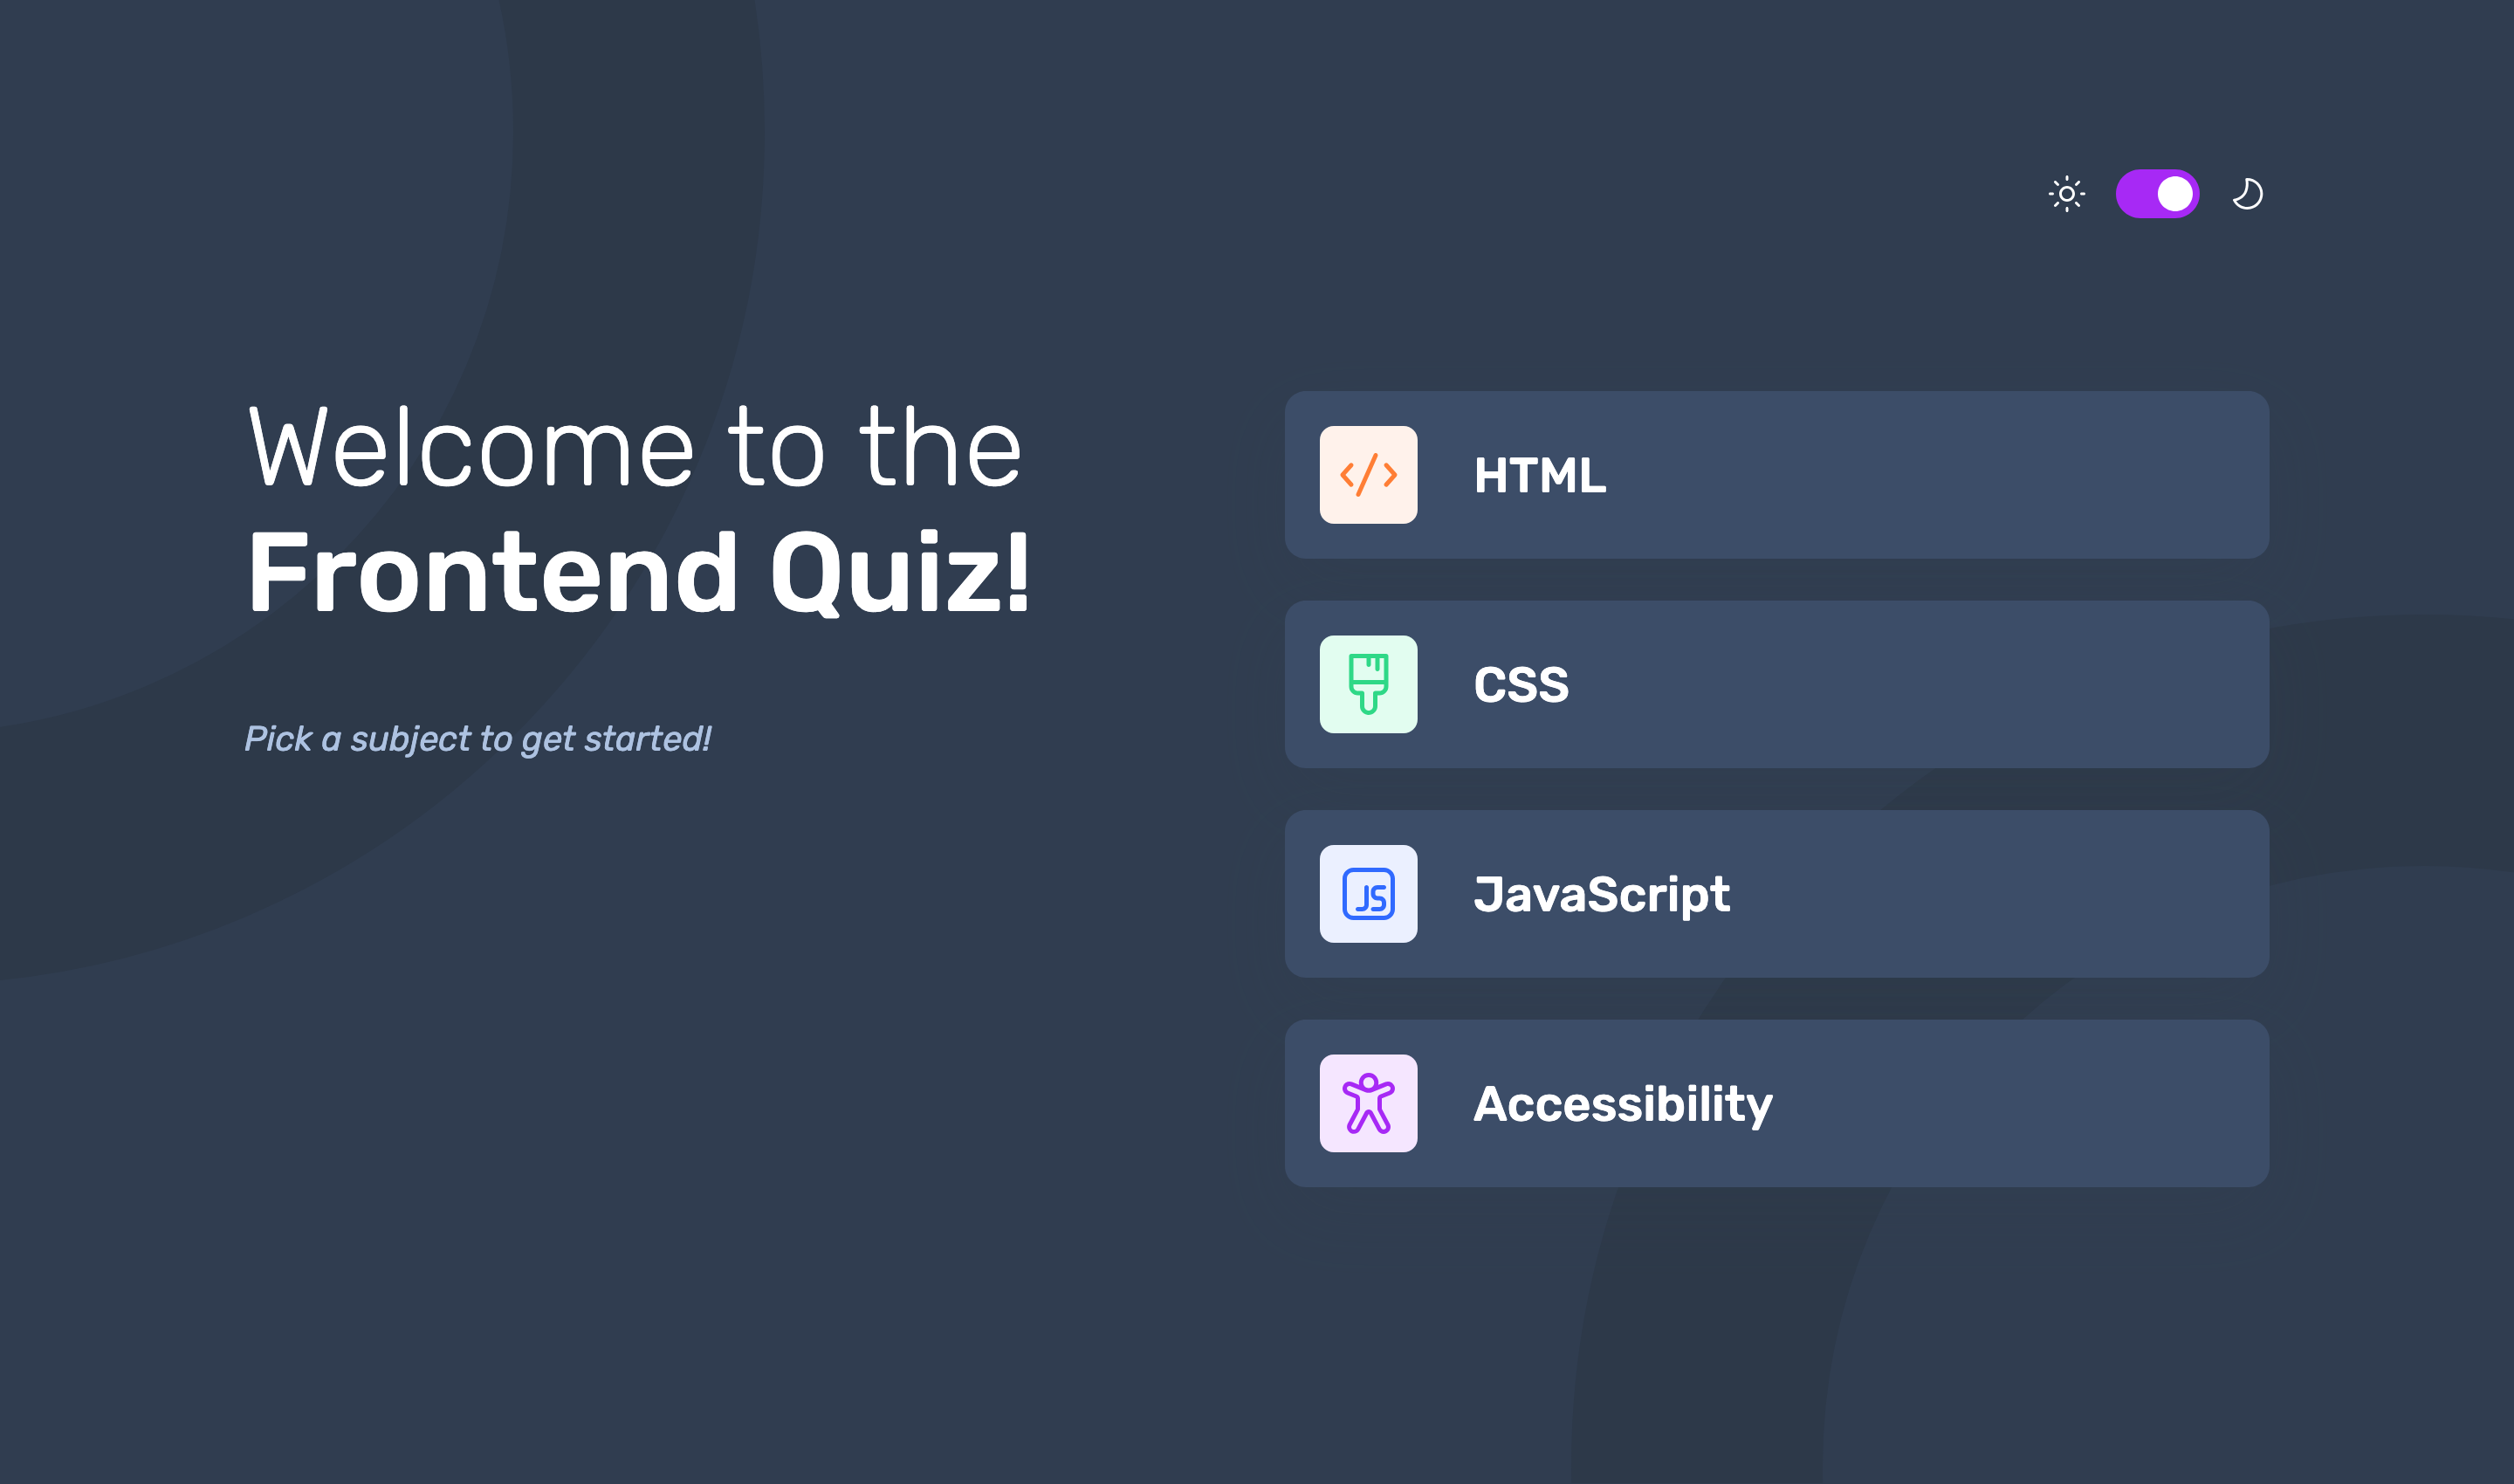 Welcome to the
Frontend Quiz!
Pick a subject to get started!
HTML
CSS
JS
JavaScript
Accessibility